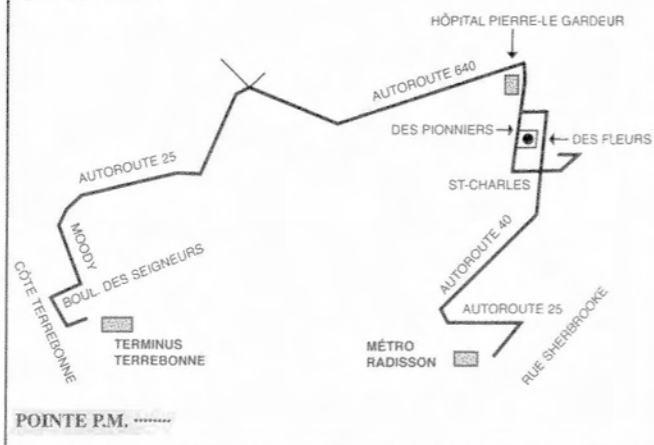 HÔPITAL PIERRE-LE GARDEUR
AUTOROUTE 640
DES PIONNIERS
DES FLEURS
AUTOROUTE 25
ST-CHARLES
MOODY
AUTOROUTE 40
BOUL. DES SEIGNEURS
CÔTE TERREBONNE
AUTOROUTE 25
RUE SHERBROOKE
TERMINUS
TERREBONNE
MÉTRO
RADISSON
POINTE P.M. ········